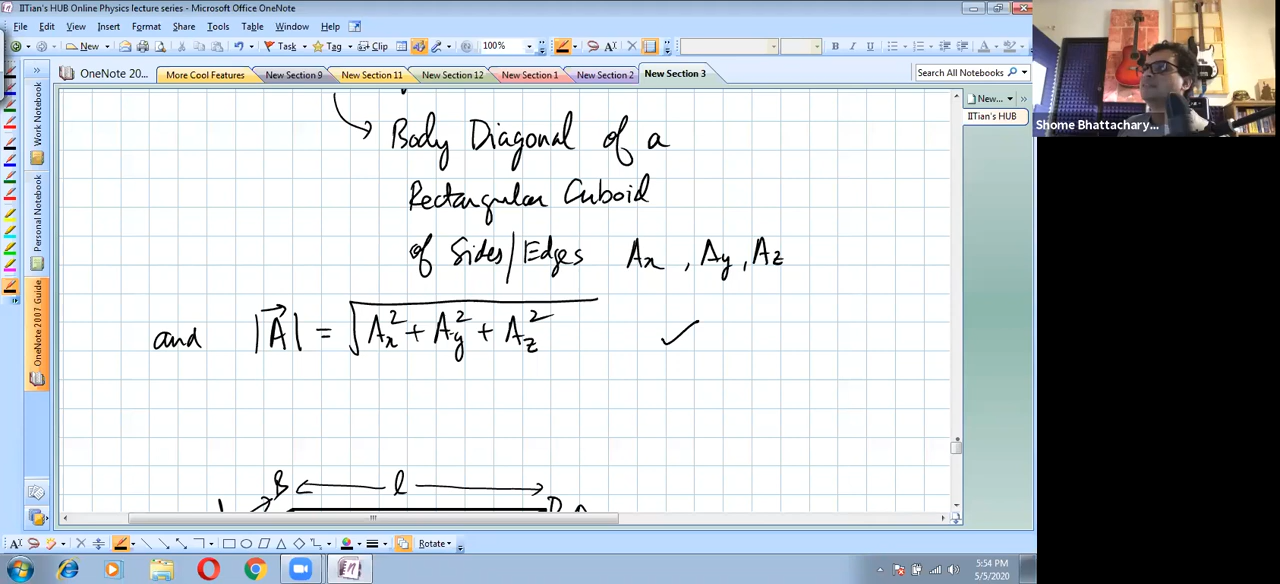 IITian's HUB Online Physics lecture series - Microsoft Office OneNote
File Edit View Insert Format Share Tools Table Window Help
New Task Tag Clip 100% B I U
OneNote 20... More Cool Features New Section 9 New Section 11 New Section 12 New Section 1 New Section 2 New Section 3 Search All Notebooks
New...
IITian's HUB
Work Notebook
Personal Notebook
OneNote 2007 Guide
Shome Bhattachary...
Body Diagonal of a
Rectangular Cuboid
of Sides/Edges Ax, Ay, Az
and |A⃗| = √(Ax² + Ay² + Az²) ✓
B l
Rotate
5:54 PM
5/5/2020